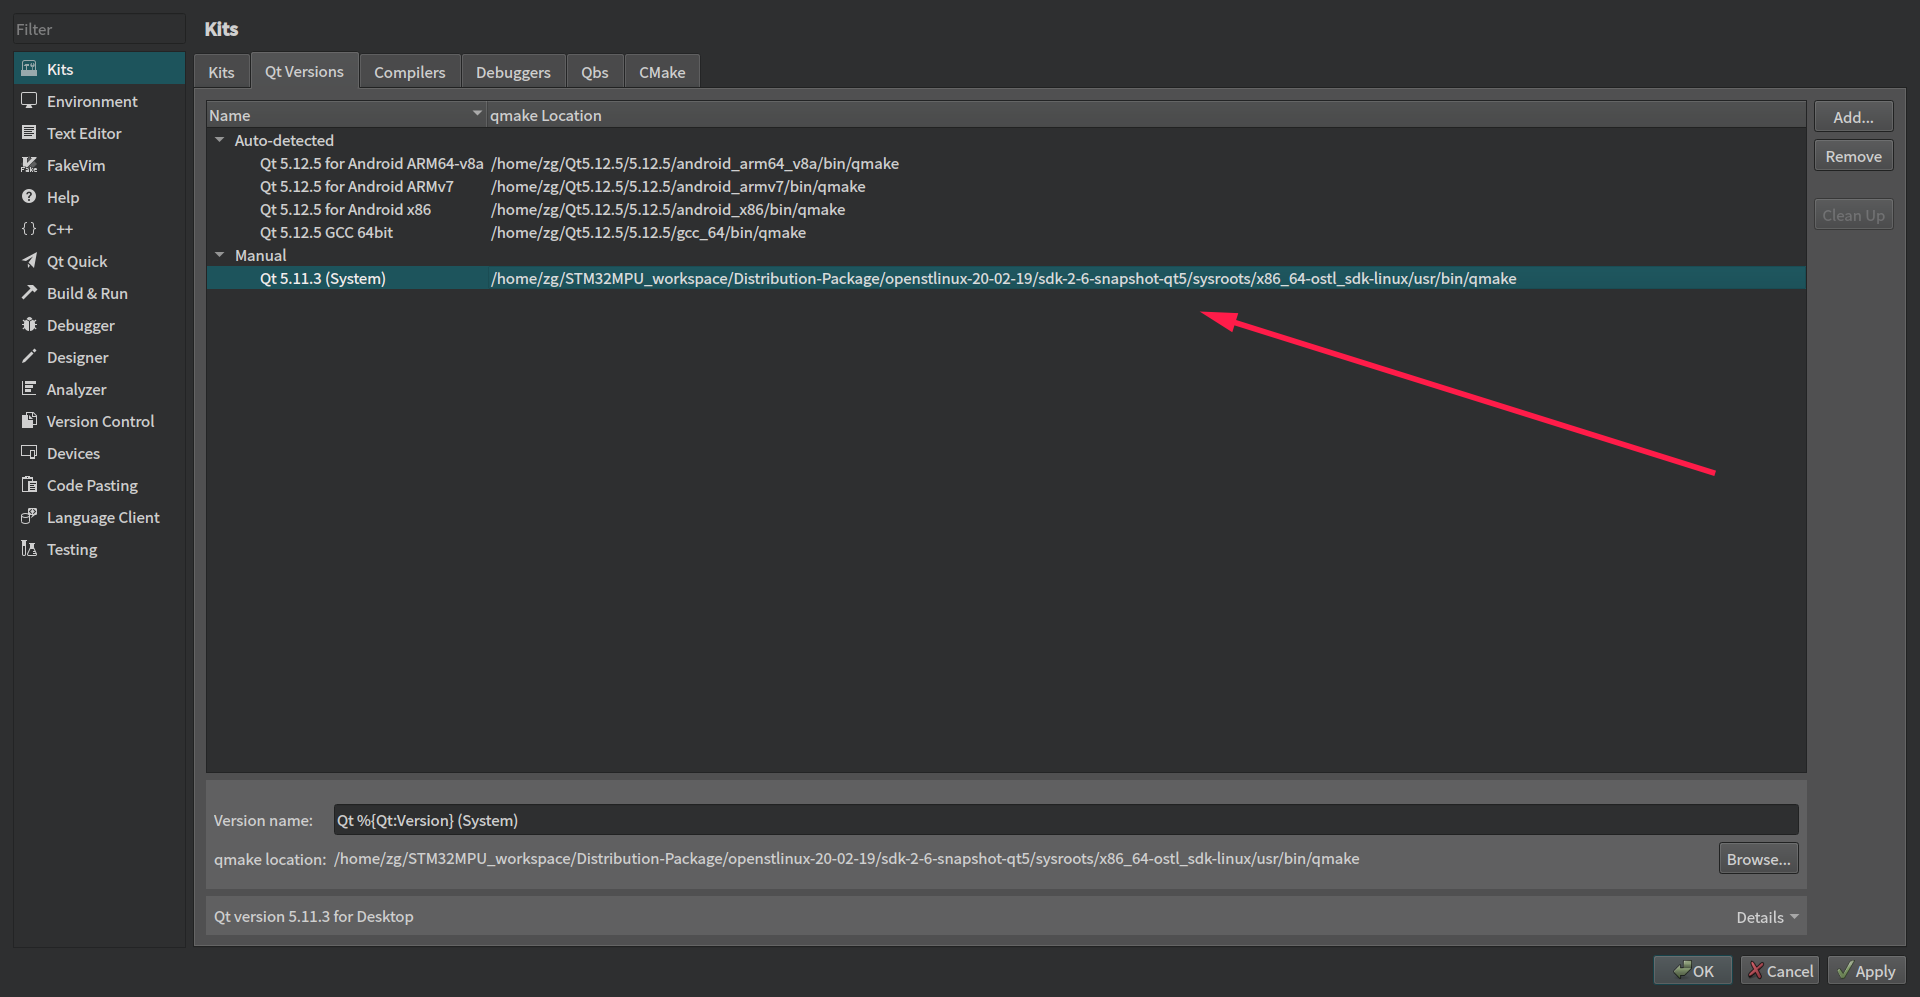 Filter
Kits
Environment
Text Editor
FakeVim
Help
C++
Qt Quick
Build & Run
Debugger
Designer
Analyzer
Version Control
Devices
Code Pasting
Language Client
Testing
Kits
Kits Qt Versions Compilers Debuggers Qbs CMake
Name qmake Location
Auto-detected
Qt 5.12.5 for Android ARM64-v8a /home/zg/Qt5.12.5/5.12.5/android_arm64_v8a/bin/qmake
Qt 5.12.5 for Android ARMv7 /home/zg/Qt5.12.5/5.12.5/android_armv7/bin/qmake
Qt 5.12.5 for Android x86 /home/zg/Qt5.12.5/5.12.5/android_x86/bin/qmake
Qt 5.12.5 GCC 64bit /home/zg/Qt5.12.5/5.12.5/gcc_64/bin/qmake
Manual
Qt 5.11.3 (System) /home/zg/STM32MPU_workspace/Distribution-Package/openstlinux-20-02-19/sdk-2-6-snapshot-qt5/sysroots/x86_64-ostl_sdk-linux/usr/bin/qmake
Add...
Remove
Clean Up
Version name: Qt %{Qt:Version} (System)
qmake location: /home/zg/STM32MPU_workspace/Distribution-Package/openstlinux-20-02-19/sdk-2-6-snapshot-qt5/sysroots/x86_64-ostl_sdk-linux/usr/bin/qmake Browse...
Qt version 5.11.3 for Desktop Details
OK Cancel Apply